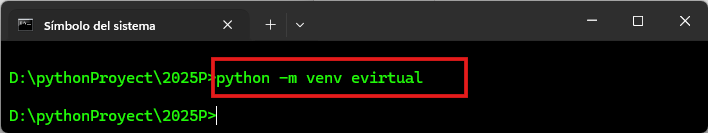 Símbolo del sistema
D:\pythonProyect\2025P>python -m venv evirtual
D:\pythonProyect\2025P>